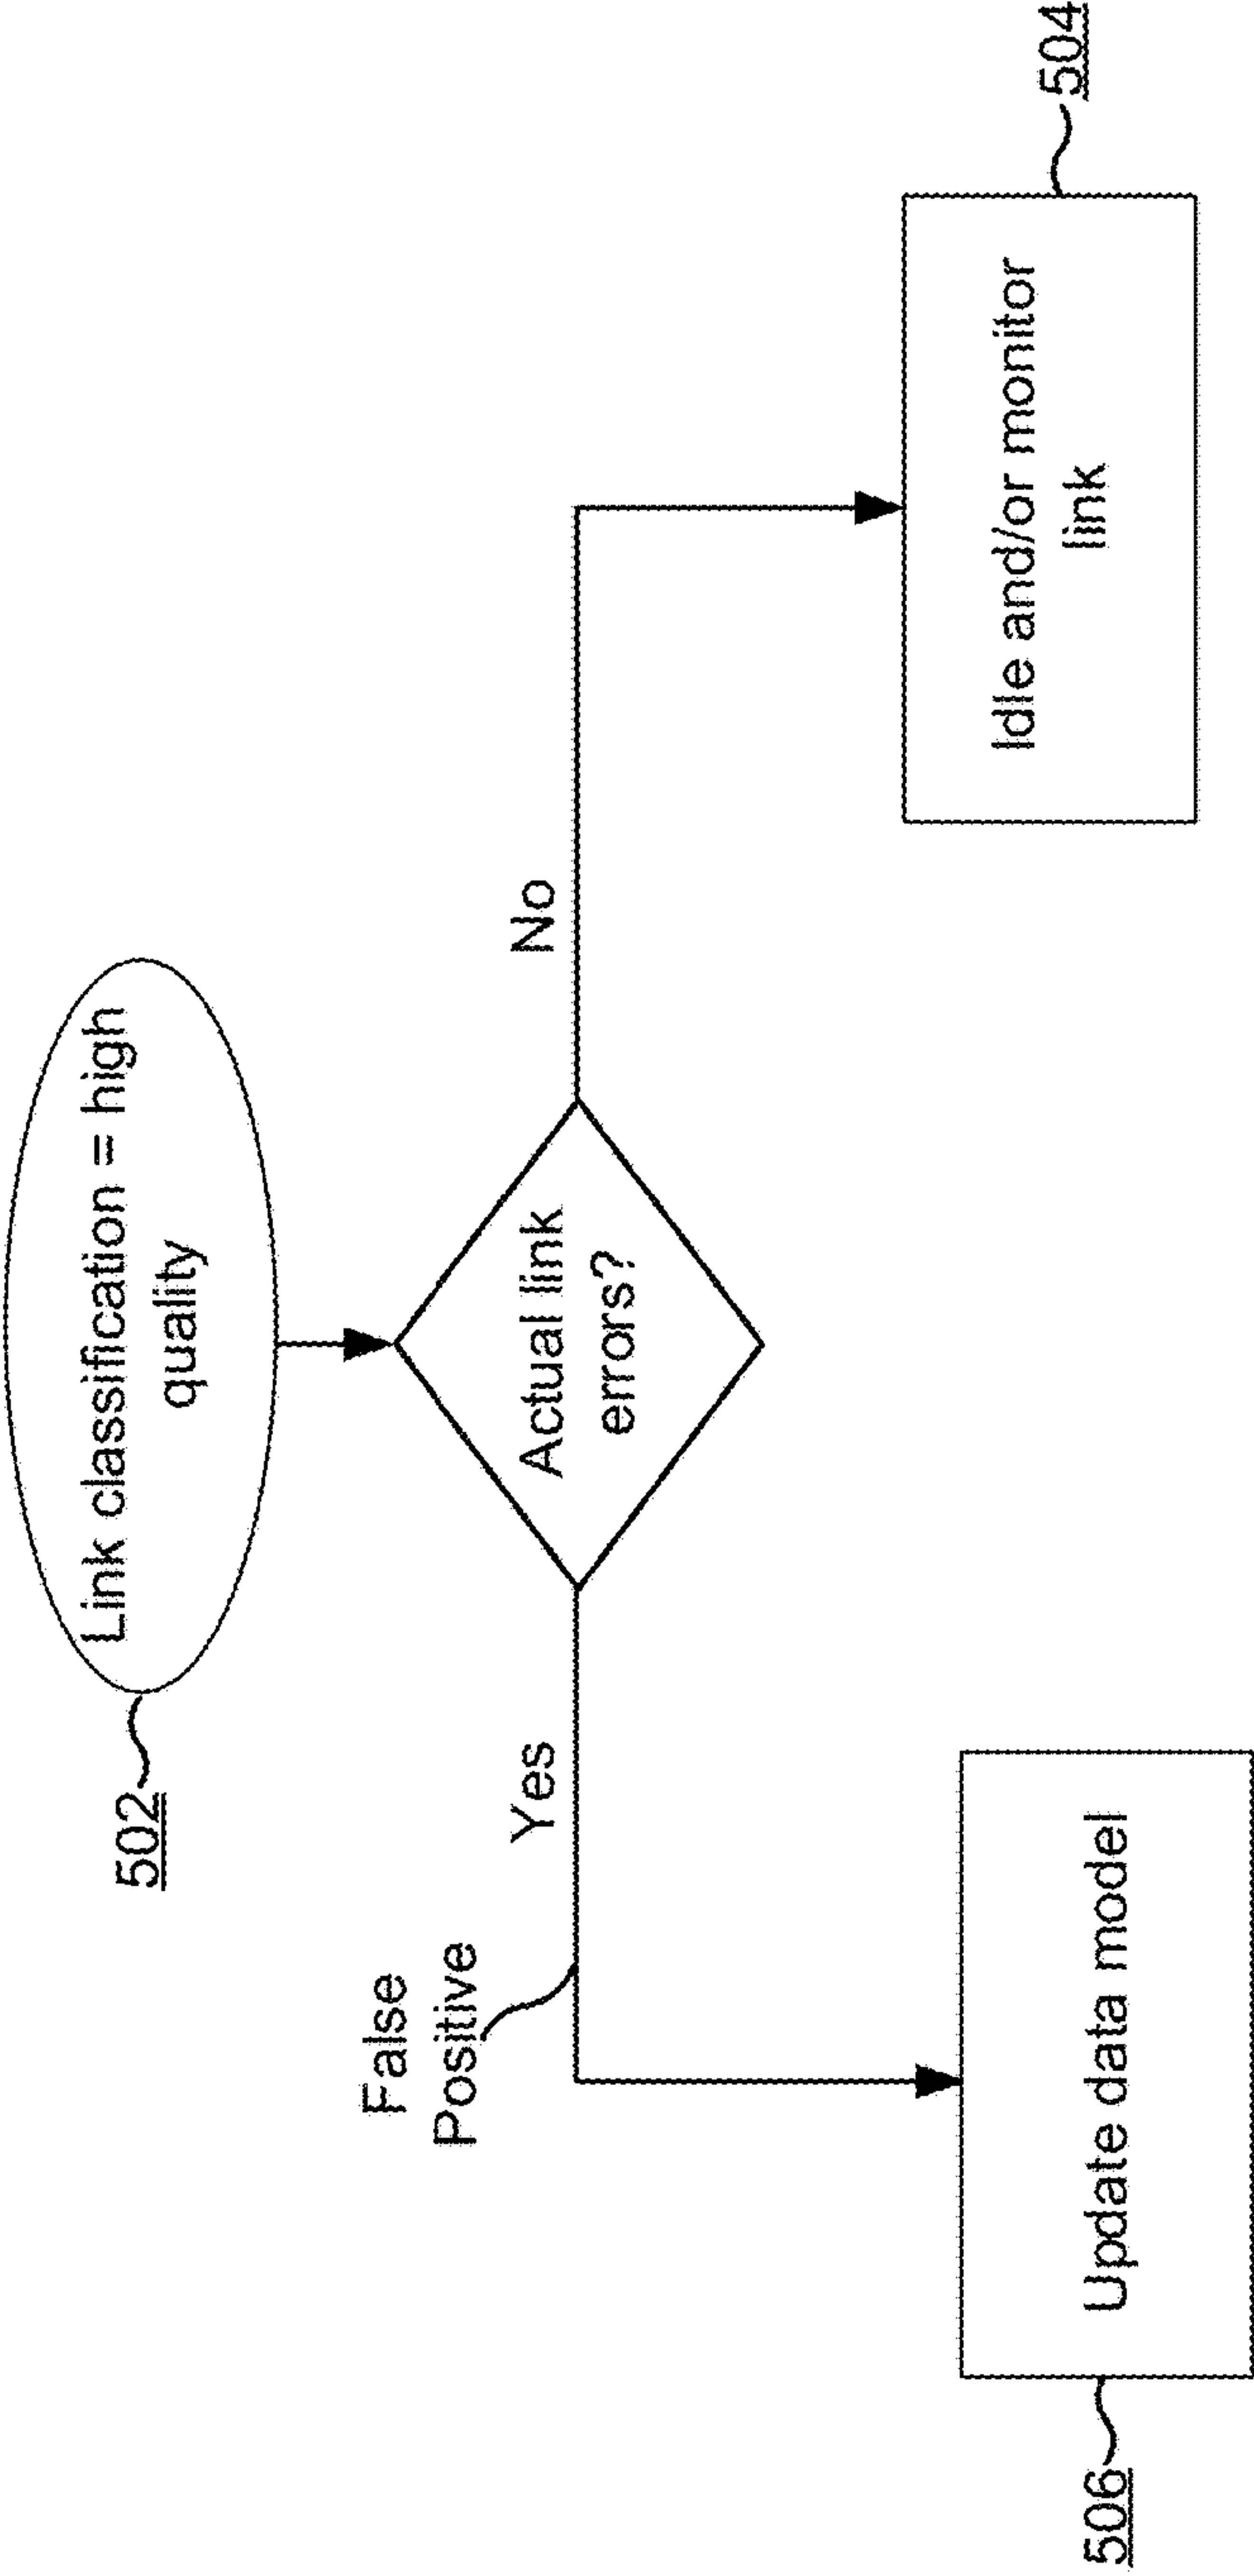 502
Link classification = high
quality
Actual link
errors?
False
Positive
Yes
No
506
Update data model
Idle and/or monitor
link
504